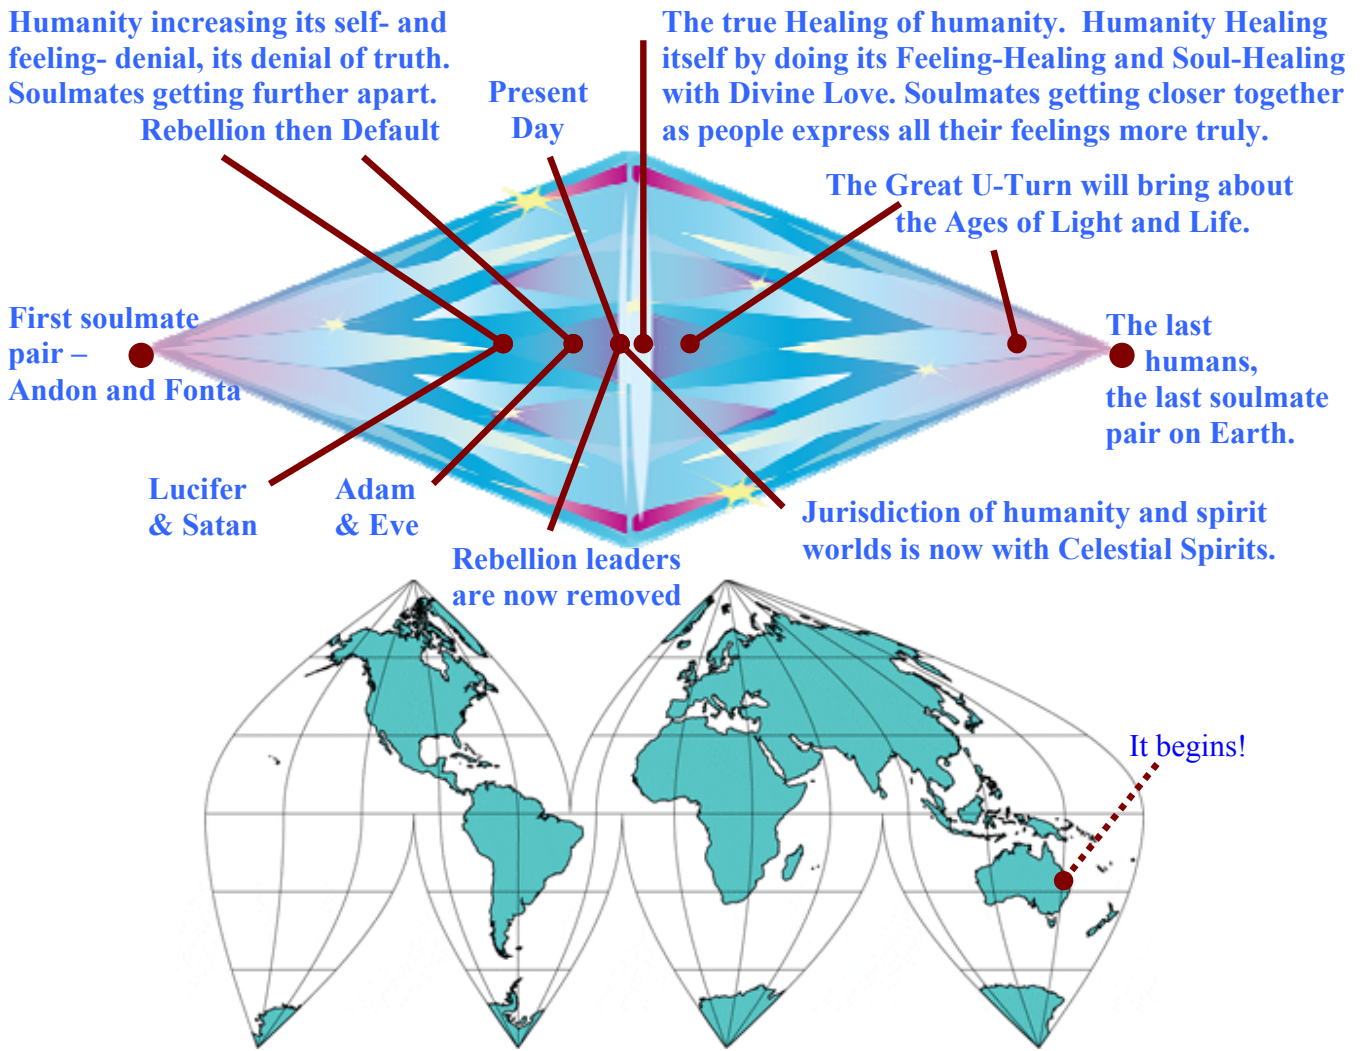 Humanity increasing its self- and
feeling- denial, its denial of truth.
Soulmates getting further apart.
Rebellion then Default
Present
Day
The true Healing of humanity.  Humanity Healing
itself by doing its Feeling-Healing and Soul-Healing
with Divine Love. Soulmates getting closer together
as people express all their feelings more truly.
The Great U-Turn will bring about
the Ages of Light and Life.
First soulmate
pair –
Andon and Fonta
The last
humans,
the last soulmate
pair on Earth.
Lucifer
& Satan
Adam
& Eve
Rebellion leaders
are now removed
Jurisdiction of humanity and spirit
worlds is now with Celestial Spirits.
It begins!